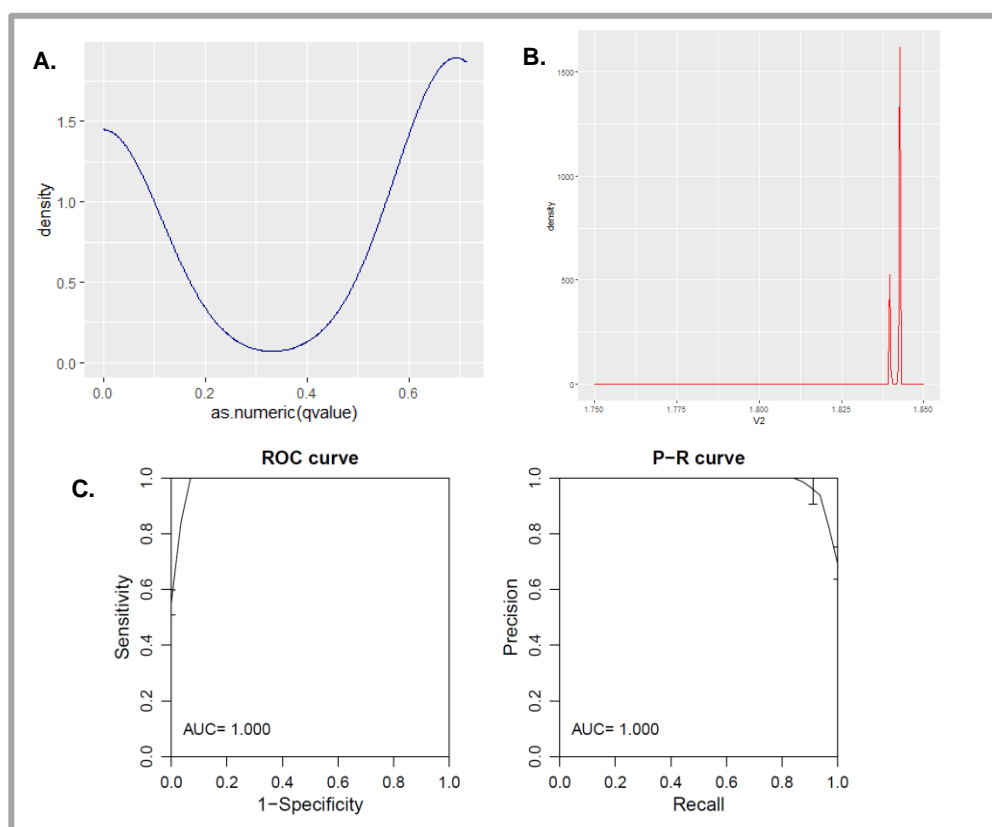 A.
density
1.5
1.0
0.5
0.0
0.0 0.2 0.4 0.6
as.numeric(qvalue)
B.
density
1500
1000
500
0
1.750 1.775 1.800 1.825 1.850
V2
C.
ROC curve
Sensitivity
1.0
0.8
0.6
0.4
0.2
0.0
AUC= 1.000
0.0 0.2 0.4 0.6 0.8 1.0
1−Specificity
P−R curve
Precision
1.0
0.8
0.6
0.4
0.2
0.0
AUC= 1.000
0.0 0.2 0.4 0.6 0.8 1.0
Recall